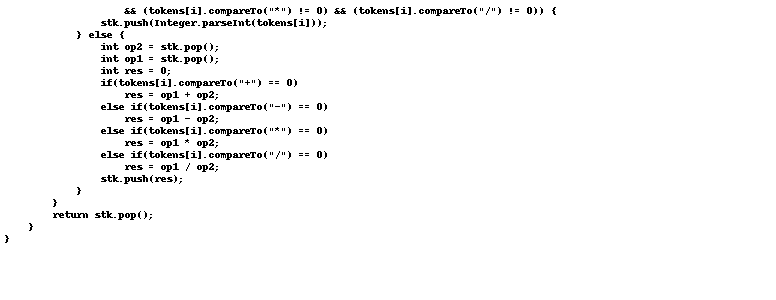 && (tokens[i].compareTo("*") != 0) && (tokens[i].compareTo("/") != 0)) {
                stk.push(Integer.parseInt(tokens[i]));
            } else {
                int op2 = stk.pop();
                int op1 = stk.pop();
                int res = 0;
                if(tokens[i].compareTo("+") == 0)
                    res = op1 + op2;
                else if(tokens[i].compareTo("-") == 0)
                    res = op1 - op2;
                else if(tokens[i].compareTo("*") == 0)
                    res = op1 * op2;
                else if(tokens[i].compareTo("/") == 0)
                    res = op1 / op2;
                stk.push(res);
            }
        }
        return stk.pop();
    }
}